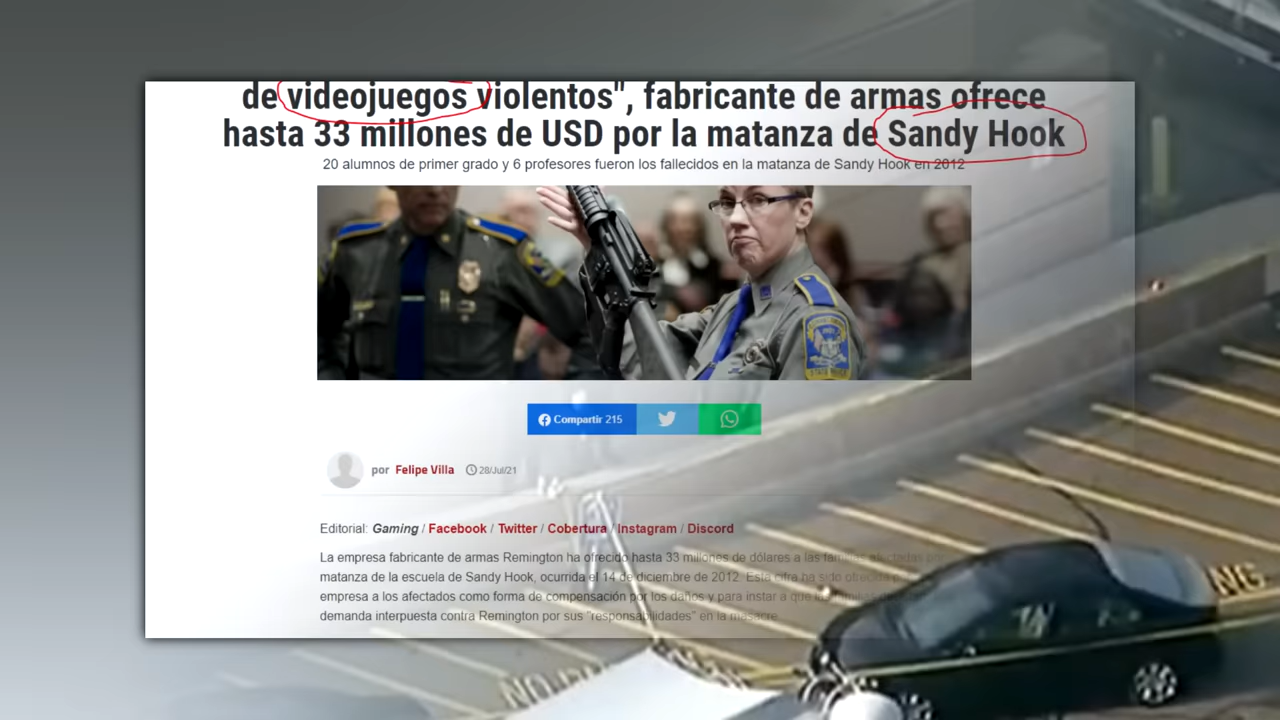 de videojuegos violentos", fabricante de armas ofrece
hasta 33 millones de USD por la matanza de Sandy Hook
20 alumnos de primer grado y 6 profesores fueron los fallecidos en la matanza de Sandy Hook en 2012
Compartir 215
por Felipe Villa 28/Jul/21
Editorial: Gaming / Facebook / Twitter / Cobertura / Instagram / Discord
La empresa fabricante de armas Remington ha ofrecido hasta 33 millones de dólares a las familias afectadas por
matanza de la escuela de Sandy Hook, ocurrida el 14 de diciembre de 2012. Esta cifra ha sido ofrecida
empresa a los afectados como forma de compensación por los daños y para instar a que
demanda interpuesta contra Remington por sus "responsabilidades" en la masacre.